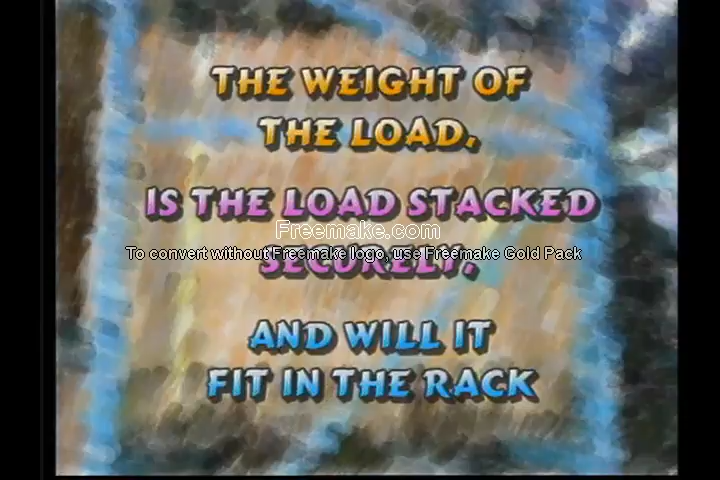 THE WEIGHT OF
THE LOAD,
IS THE LOAD STACKED
Freemake.com
To convert without Freemake logo, use Freemake Gold Pack
SECURELY,
AND WILL IT
FIT IN THE RACK